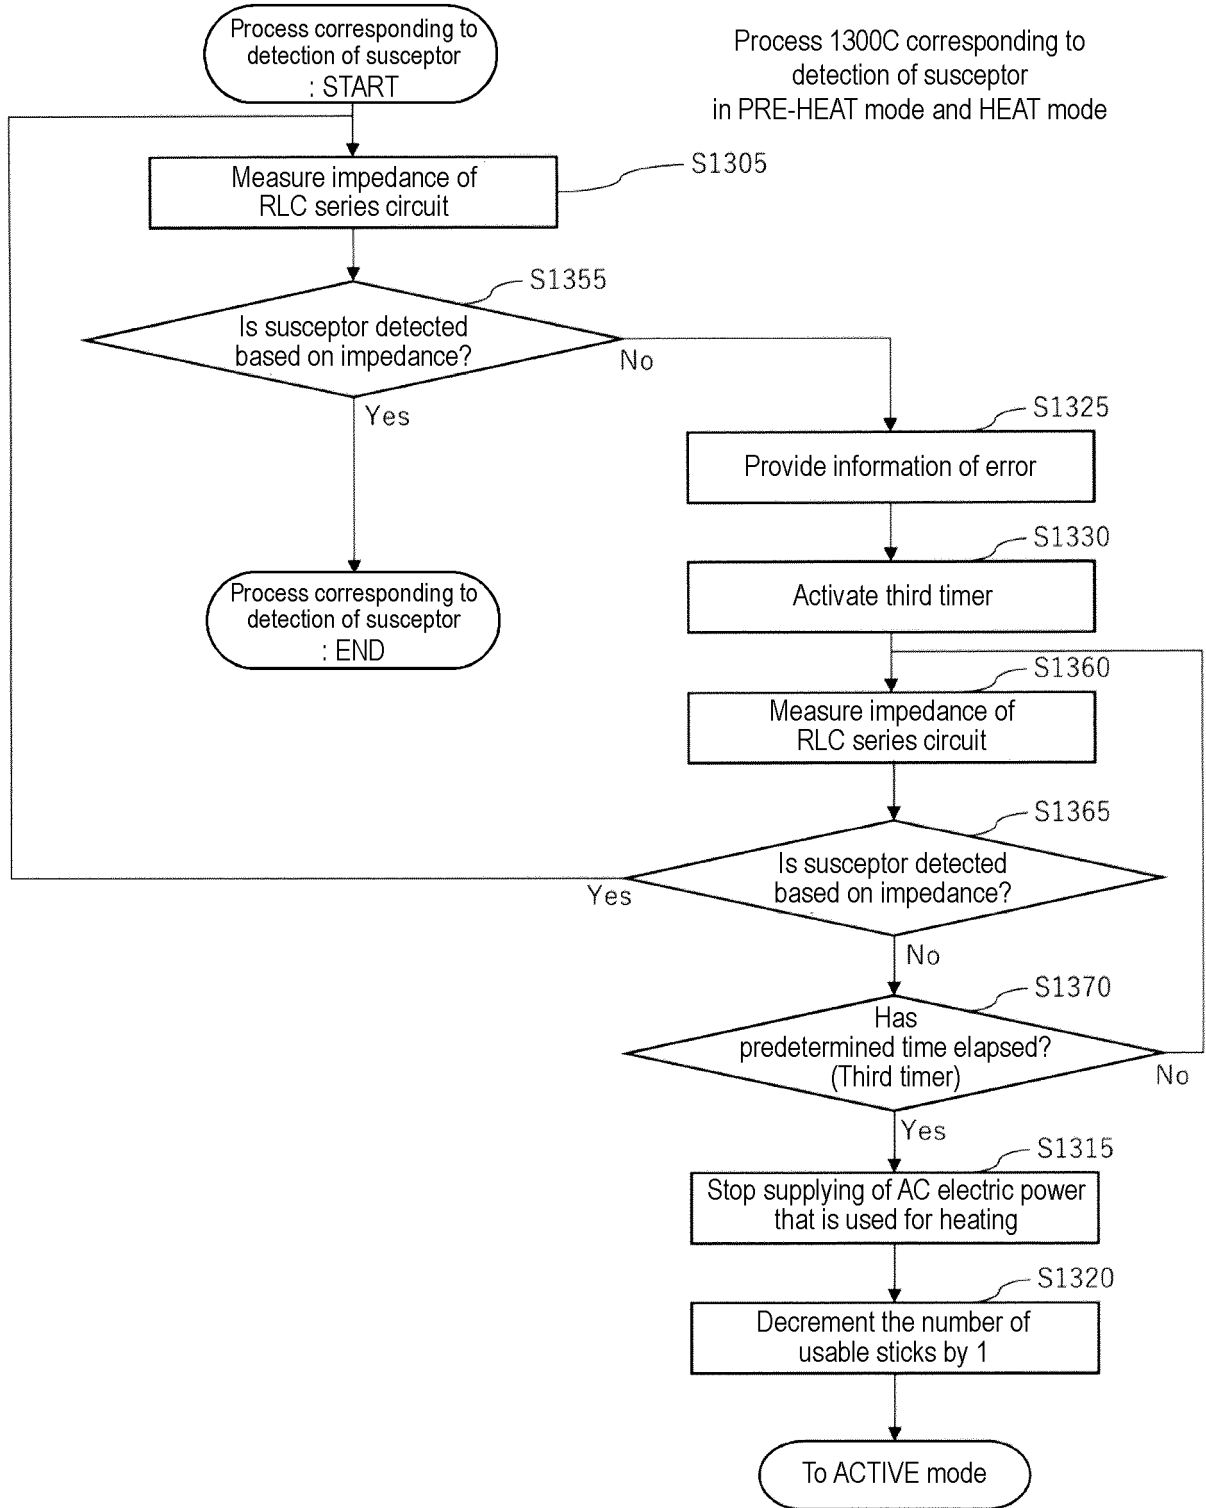 Process corresponding to
detection of susceptor
: START
Process 1300C corresponding to
detection of susceptor
in PRE-HEAT mode and HEAT mode
S1305
Measure impedance of
RLC series circuit
S1355
Is susceptor detected
based on impedance?
No
Yes
S1325
Provide information of error
S1330
Activate third timer
Process corresponding to
detection of susceptor
: END
S1360
Measure impedance of
RLC series circuit
S1365
Is susceptor detected
based on impedance?
Yes
No
S1370
Has
predetermined time elapsed?
(Third timer)
No
Yes
S1315
Stop supplying of AC electric power
that is used for heating
S1320
Decrement the number of
usable sticks by 1
To ACTIVE mode